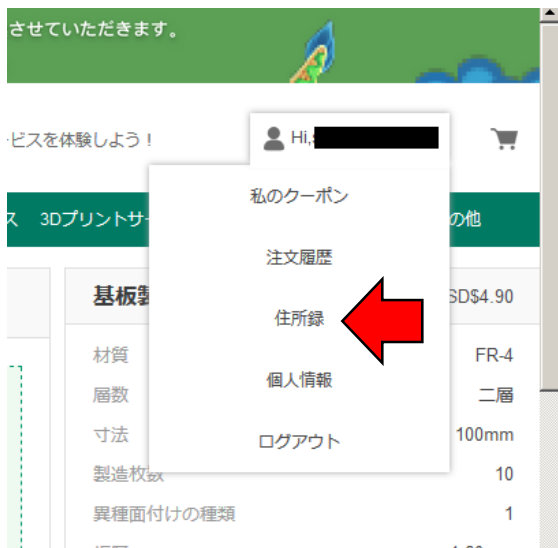 させていただきます。
ービスを体験しよう！
Hi,
ス 3Dプリントサー
の他
私のクーポン
注文履歴
住所録
個人情報
ログアウト
基板製
SD$4.90
材質 FR-4
層数 二層
寸法 100mm
製造枚数 10
異種面付けの種類 1